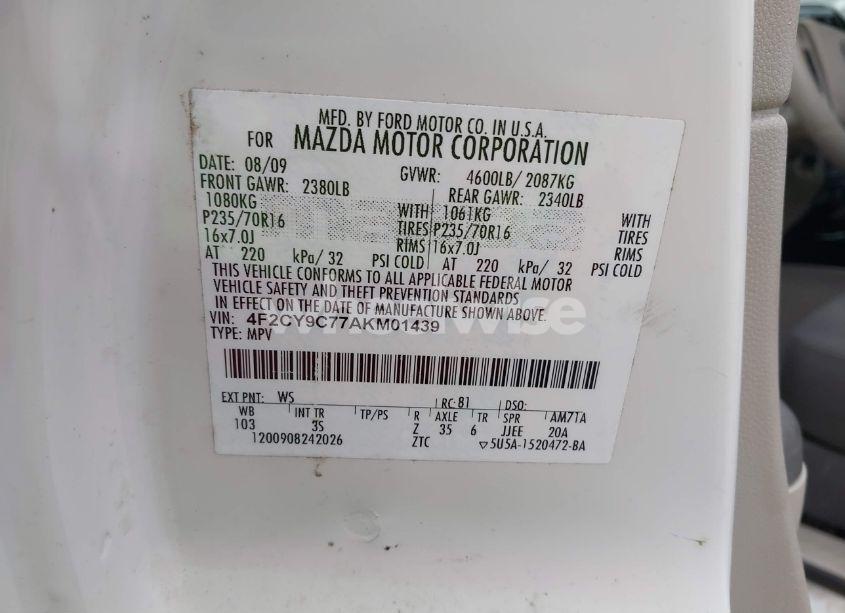 MFD. BY FORD MOTOR CO. IN U.S.A.
FOR MAZDA MOTOR CORPORATION
DATE: 08/09 GVWR: 4600LB/ 2087KG
FRONT GAWR: 2380LB REAR GAWR: 2340LB
1080KG WITH 1061KG WITH
P235/70R16 TIRES P235/70R16 TIRES
16x7.0J RIMS 16x7.0J RIMS
AT 220 kPa/ 32 PSI COLD AT 220 kPa/ 32 PSI COLD
THIS VEHICLE CONFORMS TO ALL APPLICABLE FEDERAL MOTOR
VEHICLE SAFETY AND THEFT PREVENTION STANDARDS
IN EFFECT ON THE DATE OF MANUFACTURE SHOWN ABOVE.
VIN: 4F2CY9C77AKM01439
TYPE: MPV
EXT PNT: WS RC: 81 DSO:
WB INT TR TP/PS R AXLE TR SPR AM71A
103 3S Z 35 6 JJEE 20A
1200908242026 ZTC 5U5A-1520472-BA